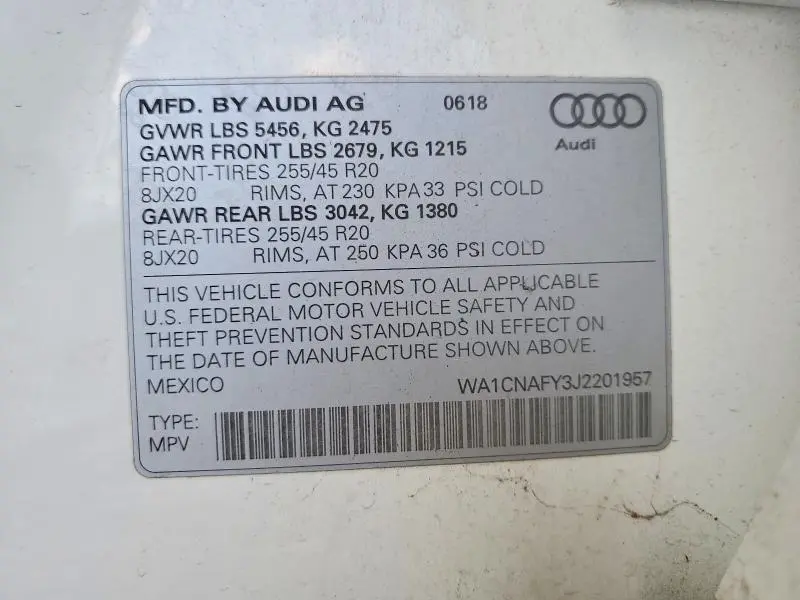 MFD. BY AUDI AG 0618
Audi
GVWR LBS 5456, KG 2475
GAWR FRONT LBS 2679, KG 1215
FRONT-TIRES 255/45 R20
8JX20 RIMS, AT 230 KPA 33 PSI COLD
GAWR REAR LBS 3042, KG 1380
REAR-TIRES 255/45 R20
8JX20 RIMS, AT 250 KPA 36 PSI COLD
THIS VEHICLE CONFORMS TO ALL APPLICABLE
U.S. FEDERAL MOTOR VEHICLE SAFETY AND
THEFT PREVENTION STANDARDS IN EFFECT ON
THE DATE OF MANUFACTURE SHOWN ABOVE.
MEXICO WA1CNAFY3J2201957
TYPE:
MPV